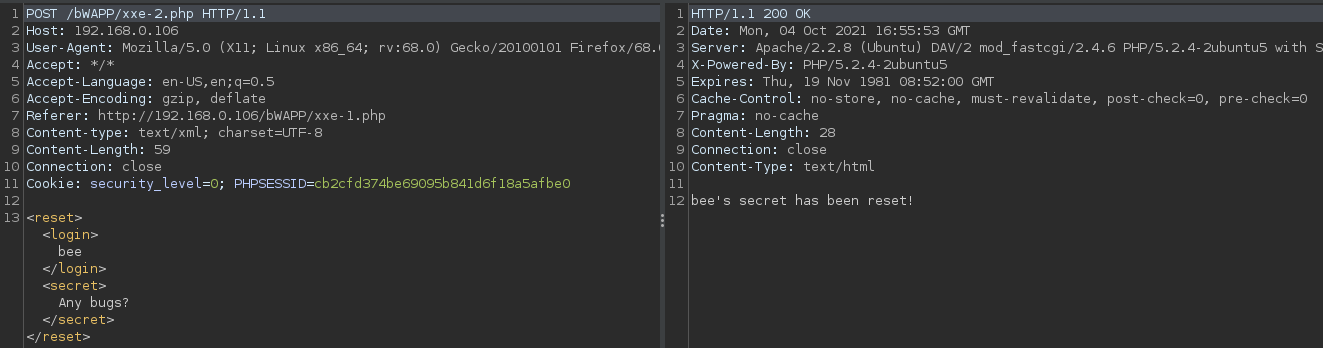 1 POST /bWAPP/xxe-2.php HTTP/1.1
2 Host: 192.168.0.106
3 User-Agent: Mozilla/5.0 (X11; Linux x86_64; rv:68.0) Gecko/20100101 Firefox/68.
4 Accept: */*
5 Accept-Language: en-US,en;q=0.5
6 Accept-Encoding: gzip, deflate
7 Referer: http://192.168.0.106/bWAPP/xxe-1.php
8 Content-type: text/xml; charset=UTF-8
9 Content-Length: 59
10 Connection: close
11 Cookie: security_level=0; PHPSESSID=cb2cfd374be69095b841d6f18a5afbe0
12
13 <reset>
<login>
bee
</login>
<secret>
Any bugs?
</secret>
</reset>
1 HTTP/1.1 200 OK
2 Date: Mon, 04 Oct 2021 16:55:53 GMT
3 Server: Apache/2.2.8 (Ubuntu) DAV/2 mod_fastcgi/2.4.6 PHP/5.2.4-2ubuntu5 with S
4 X-Powered-By: PHP/5.2.4-2ubuntu5
5 Expires: Thu, 19 Nov 1981 08:52:00 GMT
6 Cache-Control: no-store, no-cache, must-revalidate, post-check=0, pre-check=0
7 Pragma: no-cache
8 Content-Length: 28
9 Connection: close
10 Content-Type: text/html
11
12 bee's secret has been reset!